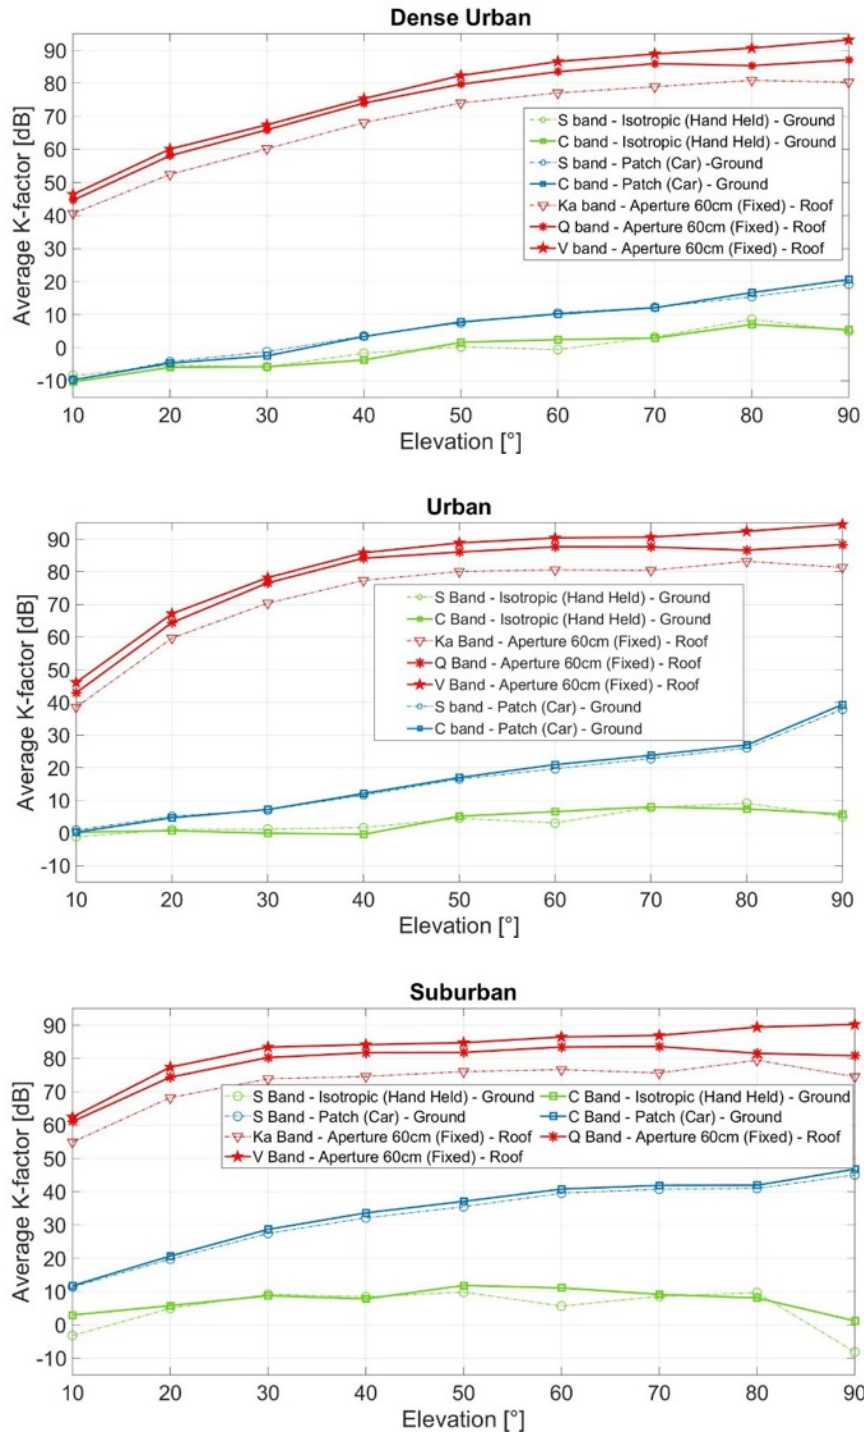 Dense Urban
90
80
70
60
50
40
30
20
10
0
-10
Average K-factor [dB]
S band - Isotropic (Hand Held) - Ground
C band - Isotropic (Hand Held) - Ground
S band - Patch (Car) -Ground
C band - Patch (Car) - Ground
Ka band - Aperture 60cm (Fixed) - Roof
Q band - Aperture 60cm (Fixed) - Roof
V band - Aperture 60cm (Fixed) - Roof
10 20 30 40 50 60 70 80 90
Elevation [°]
Urban
90
80
70
60
50
40
30
20
10
0
-10
Average K-factor [dB]
S Band - Isotropic (Hand Held) - Ground
C Band - Isotropic (Hand Held) - Ground
Ka Band - Aperture 60cm (Fixed) - Roof
Q Band - Aperture 60cm (Fixed) - Roof
V Band - Aperture 60cm (Fixed) - Roof
S band - Patch (Car) - Ground
C band - Patch (Car) - Ground
10 20 30 40 50 60 70 80 90
Elevation [°]
Suburban
90
80
70
60
50
40
30
20
10
0
-10
Average K-factor [dB]
S Band - Isotropic (Hand Held) - Ground C Band - Isotropic (Hand Held) - Ground
S Band - Patch (Car) - Ground C Band - Patch (Car) - Ground
Ka Band - Aperture 60cm (Fixed) - Roof Q Band - Aperture 60cm (Fixed) - Roof
V Band - Aperture 60cm (Fixed) - Roof
10 20 30 40 50 60 70 80 90
Elevation [°]